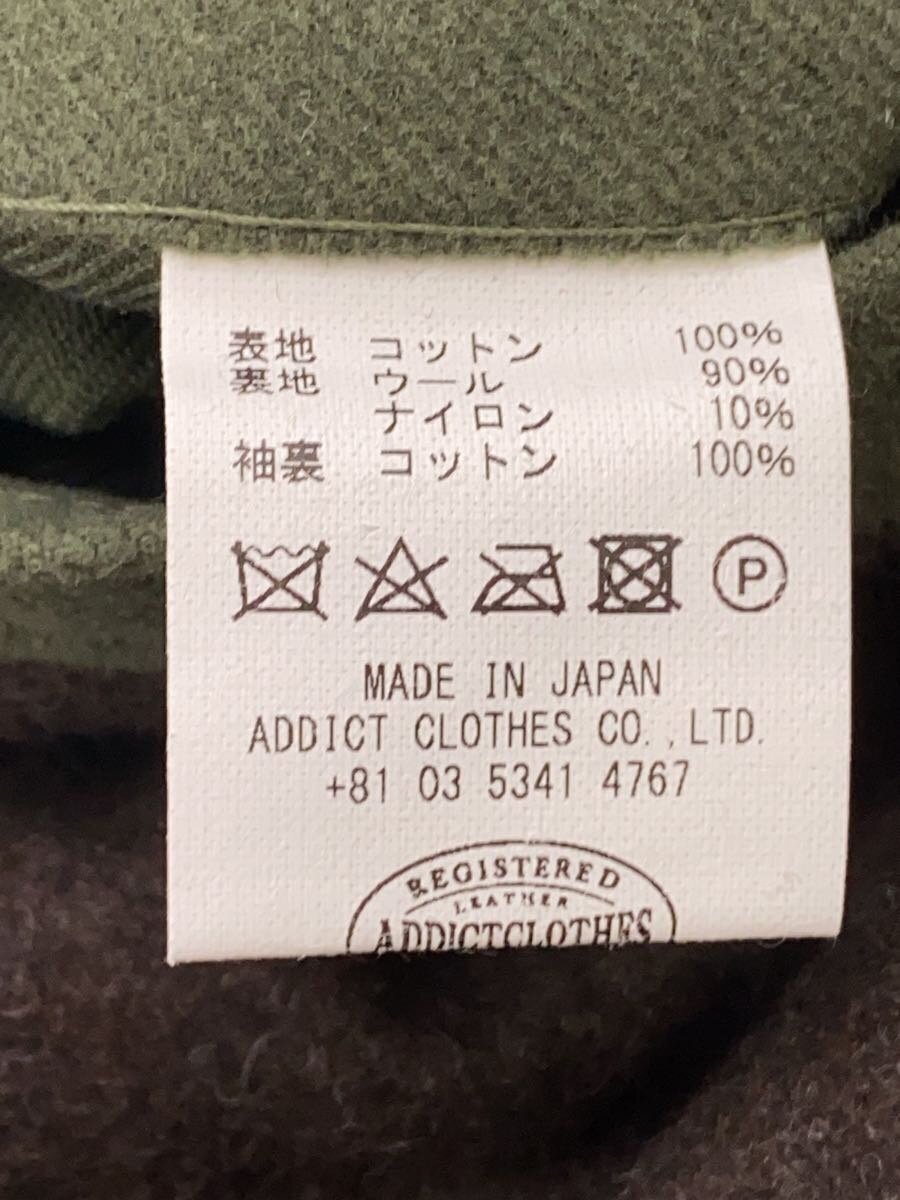 表地 コットン 100%
裏地 ウール 90%
ナイロン 10%
袖裏 コットン 100%
P
MADE IN JAPAN
ADDICT CLOTHES CO.,LTD.
+81 03 5341 4767
REGISTERED
LEATHER
ADDICTCLOTHES